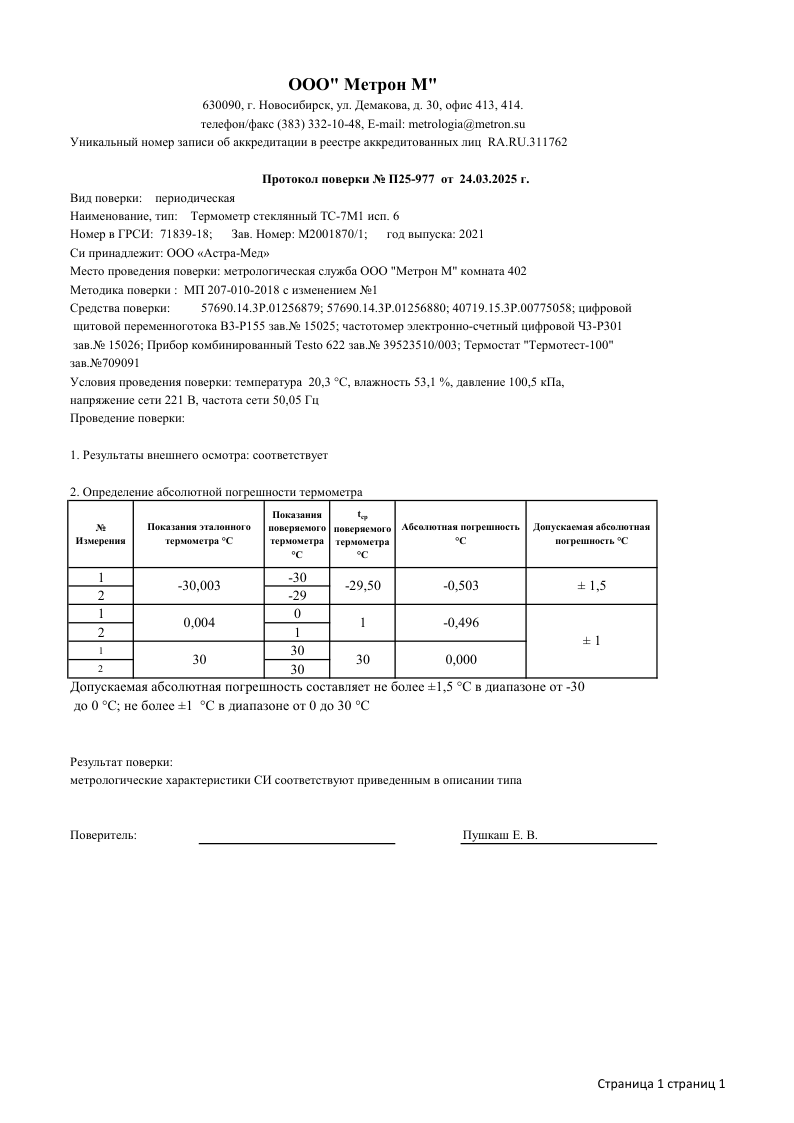 ООО" Метрон М"
630090, г. Новосибирск, ул. Демакова, д. 30, офис 413, 414.
телефон/факс (383) 332-10-48, E-mail: metrologia@metron.su
Уникальный номер записи об аккредитации в реестре аккредитованных лиц RA.RU.311762
Протокол поверки № П25-977 от 24.03.2025 г.
Вид поверки: периодическая
Наименование, тип: Термометр стеклянный ТС-7М1 исп. 6
Номер в ГРСИ: 71839-18; Зав. Номер: М2001870/1; год выпуска: 2021
Си принадлежит: ООО «Астра-Мед»
Место проведения поверки: метрологическая служба ООО "Метрон М" комната 402
Методика поверки : МП 207-010-2018 с изменением №1
Средства поверки: 57690.14.3Р.01256879; 57690.14.3Р.01256880; 40719.15.3Р.00775058; цифровой
щитовой переменноготока В3-Р155 зав.№ 15025; частотомер электронно-счетный цифровой Ч3-Р301
зав.№ 15026; Прибор комбинированный Testo 622 зав.№ 39523510/003; Термостат "Термотест-100"
зав.№709091
Условия проведения поверки: температура 20,3 °С, влажность 53,1 %, давление 100,5 кПа,
напряжение сети 221 В, частота сети 50,05 Гц
Проведение поверки:
1. Результаты внешнего осмотра: соответствует
2. Определение абсолютной погрешности термометра
№ Измерения | Показания эталонного термометра °С | Показания поверяемого термометра °С | tср поверяемого термометра °С | Абсолютная погрешность °С | Допускаемая абсолютная погрешность °С
1 | -30,003 | -30 | -29,50 | -0,503 | ± 1,5
2 | -29
1 | 0,004 | 0 | 1 | -0,496 | ± 1
2 | 1
1 | 30 | 30 | 30 | 0,000
2 | 30
Допускаемая абсолютная погрешность составляет не более ±1,5 °С в диапазоне от -30
до 0 °С; не более ±1 °С в диапазоне от 0 до 30 °С
Результат поверки:
метрологические характеристики СИ соответствуют приведенным в описании типа
Поверитель: Пушкаш Е. В.
Страница 1 страниц 1